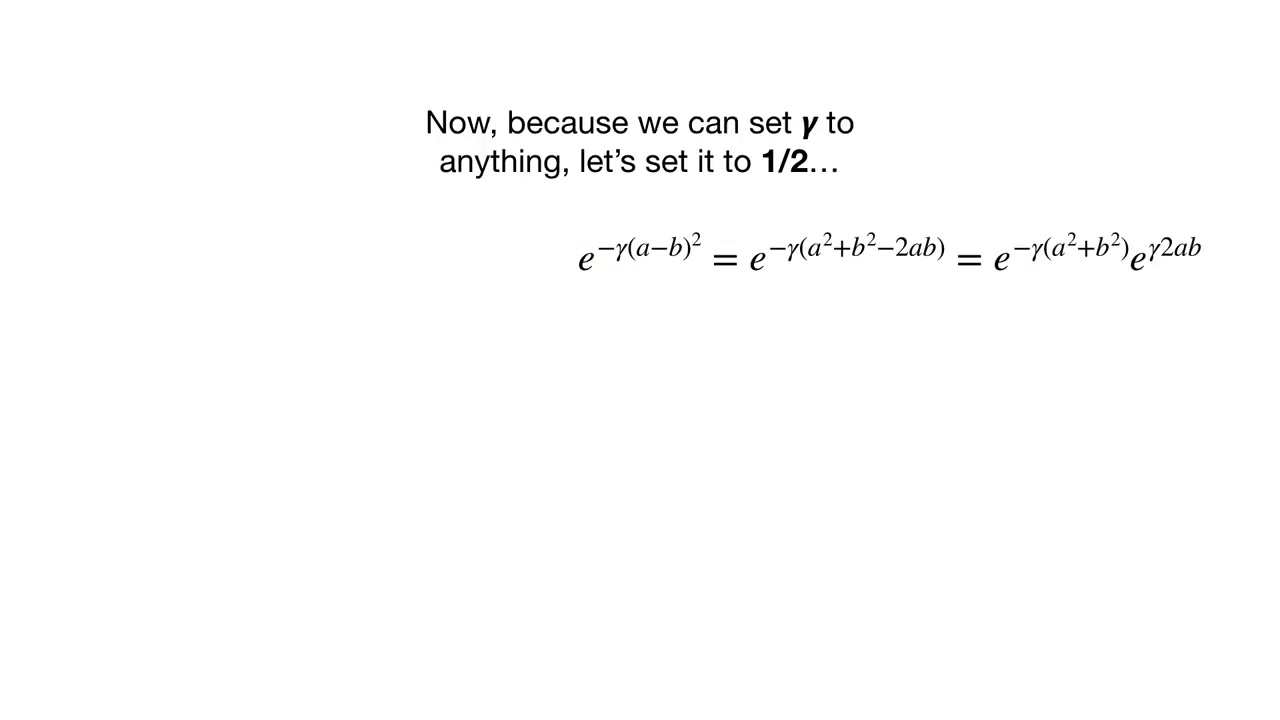 Now, because we can set γ to
anything, let’s set it to 1/2…
e^{−γ(a−b)^2} = e^{−γ(a^2+b^2−2ab)} = e^{−γ(a^2+b^2)}e^{γ2ab}